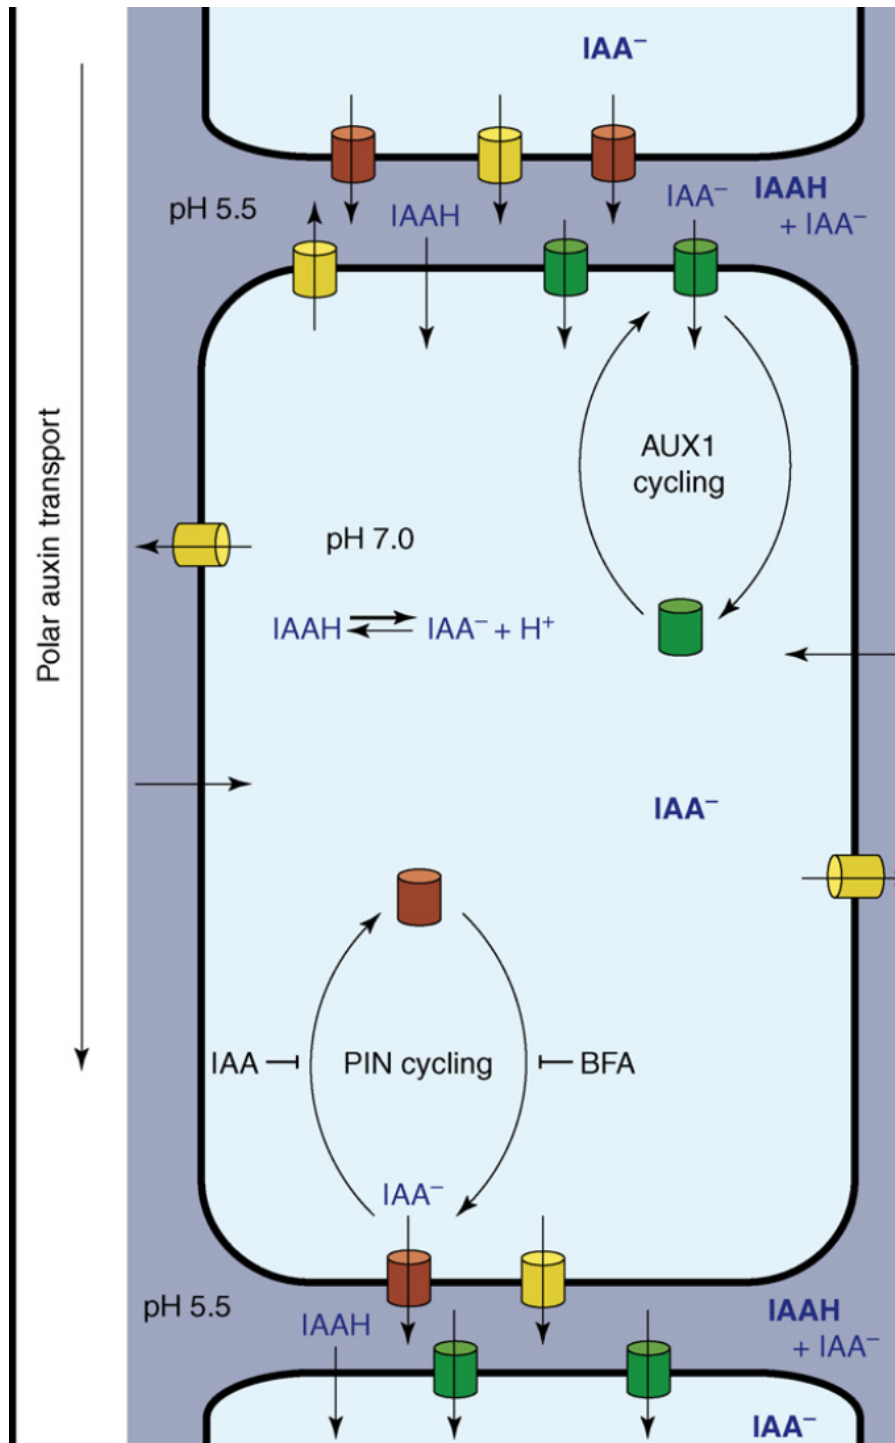 IAA⁻
pH 5.5
IAAH
IAA⁻
IAAH
+ IAA⁻
Polar auxin transport
AUX1
cycling
pH 7.0
IAAH
IAA⁻ + H⁺
IAA⁻
IAA
PIN cycling
BFA
IAA⁻
pH 5.5
IAAH
IAAH
+ IAA⁻
IAA⁻